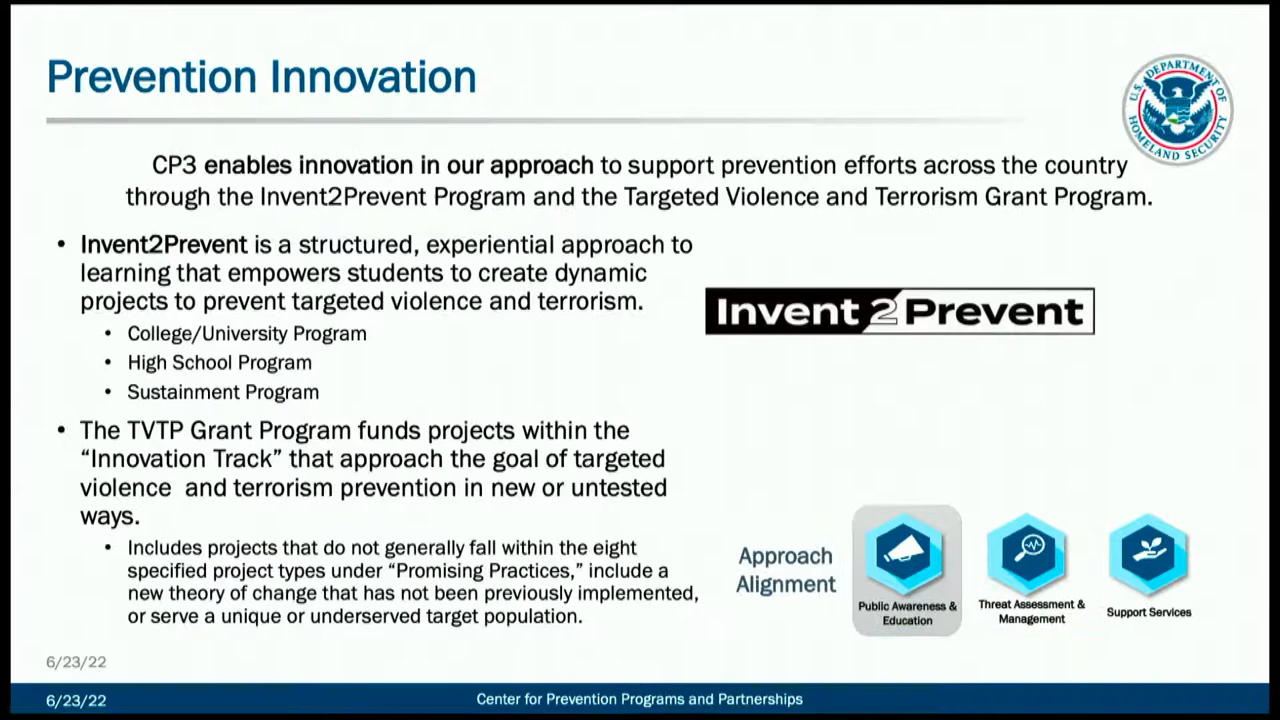 Prevention Innovation
U.S. DEPARTMENT OF
HOMELAND SECURITY
CP3 enables innovation in our approach to support prevention efforts across the country
through the Invent2Prevent Program and the Targeted Violence and Terrorism Grant Program.
• Invent2Prevent is a structured, experiential approach to
learning that empowers students to create dynamic
projects to prevent targeted violence and terrorism.
• College/University Program
• High School Program
• Sustainment Program
Invent 2 Prevent
• The TVTP Grant Program funds projects within the
“Innovation Track” that approach the goal of targeted
violence  and terrorism prevention in new or untested
ways.
• Includes projects that do not generally fall within the eight
specified project types under “Promising Practices,” include a
new theory of change that has not been previously implemented,
or serve a unique or underserved target population.
Approach
Alignment
Public Awareness &
Education
Threat Assessment &
Management
Support Services
6/23/22
6/23/22
Center for Prevention Programs and Partnerships